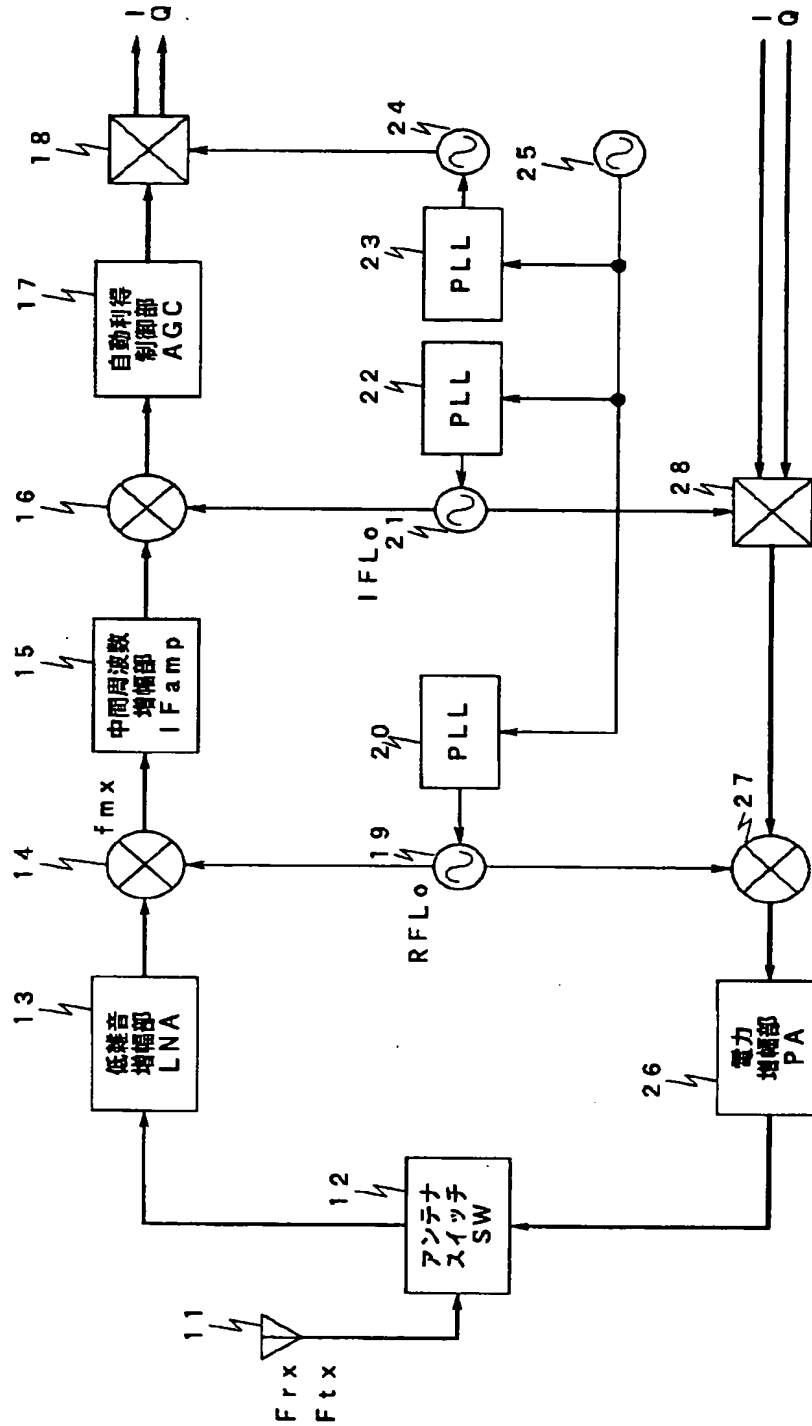 Frx
Ftx
11
12
アンテナ
スイッチ
SW
13
低雑音
増幅部
LNA
14
fmx
15
中間周波数
増幅部
IFamp
16
17
自動利得
制御部
AGC
18
I
Q
RFLo
19
20
PLL
IFLo
21
22
PLL
23
PLL
24
25
26
電力
増幅部
PA
27
28
I
Q